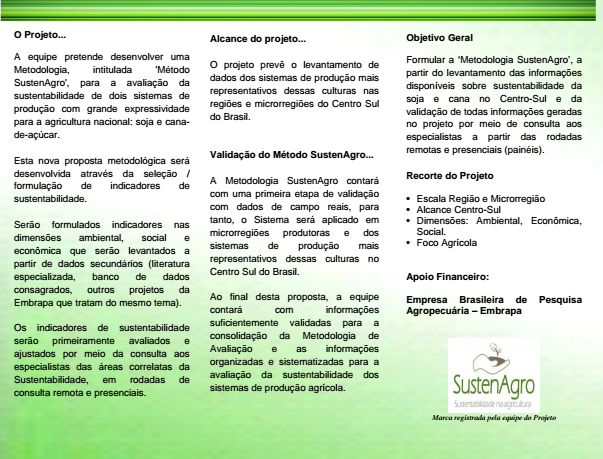 O Projeto...
A equipe pretende desenvolver uma
Metodologia, intitulada 'Método
SustenAgro', para a avaliação da
sustentabilidade de dois sistemas de
produção com grande expressividade
para a agricultura nacional: soja e cana-
de-açúcar.
Esta nova proposta metodológica será
desenvolvida através da seleção /
formulação de indicadores de
sustentabilidade.
Serão formulados indicadores nas
dimensões ambiental, social e
econômica que serão levantados a
partir de dados secundários (literatura
especializada, banco de dados
consagrados, outros projetos da
Embrapa que tratam do mesmo tema).
Os indicadores de sustentabilidade
serão primeiramente avaliados e
ajustados por meio da consulta aos
especialistas das áreas correlatas da
Sustentabilidade, em rodadas de
consulta remota e presenciais.
Alcance do projeto...
O projeto prevê o levantamento de
dados dos sistemas de produção mais
representativos dessas culturas nas
regiões e microrregiões do Centro Sul
do Brasil.
Validação do Método SustenAgro...
A Metodologia SustenAgro contará
com uma primeira etapa de validação
com dados de campo reais, para
tanto, o Sistema será aplicado em
microrregiões produtoras e dos
sistemas de produção mais
representativos dessas culturas no
Centro Sul do Brasil.
Ao final desta proposta, a equipe
contará com informações
suficientemente validadas para a
consolidação da Metodologia de
Avaliação e as informações
organizadas e sistematizadas para a
avaliação da sustentabilidade dos
sistemas de produção agrícola.
Objetivo Geral
Formular a 'Metodologia SustenAgro', a
partir do levantamento das informações
disponíveis sobre sustentabilidade da
soja e cana no Centro-Sul e da
validação de todas informações geradas
no projeto por meio de consulta aos
especialistas a partir das rodadas
remotas e presenciais (painéis).
Recorte do Projeto
• Escala Região e Microrregião
• Alcance Centro-Sul
• Dimensões: Ambiental, Econômica,
Social.
• Foco Agrícola
Apoio Financeiro:
Empresa Brasileira de Pesquisa
Agropecuária – Embrapa
SustenAgro
Sustentabilidade na agricultura
Marca registrada pela equipe do Projeto